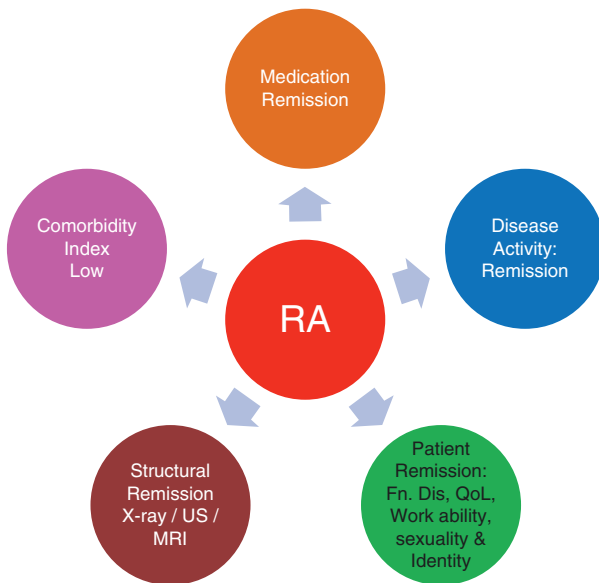 Medication
Remission
Comorbidity
Index
Low
Disease
Activity:
Remission
RA
Structural
Remission
X-ray / US /
MRI
Patient
Remission:
Fn. Dis, QoL,
Work ability,
sexuality &
Identity